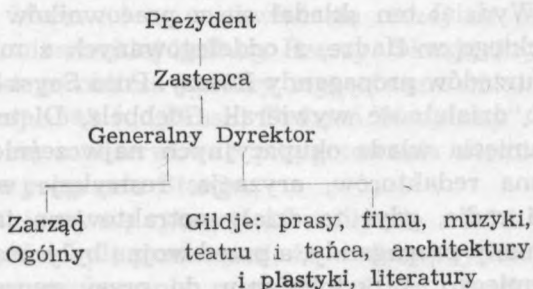 Prezydent
Zastępca
Generalny Dyrektor
Zarząd
Ogólny
Gildje: prasy, filmu, muzyki,
teatru i tańca, architektury
i plastyki, literatury